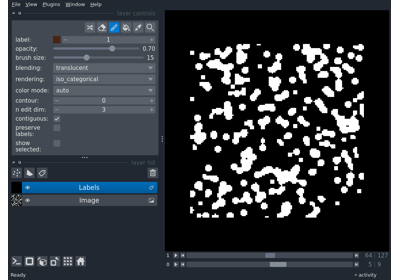 File View Plugins Window Help
layer controls
label: 1
opacity: 0.70
brush size: 15
blending: translucent
rendering: iso_categorical
color mode: auto
contour: 0
n edit dim: 3
contiguous:
preserve
labels:
show
selected:
layer list
Labels
Image
1 64 127
0 5 9
Ready
activity